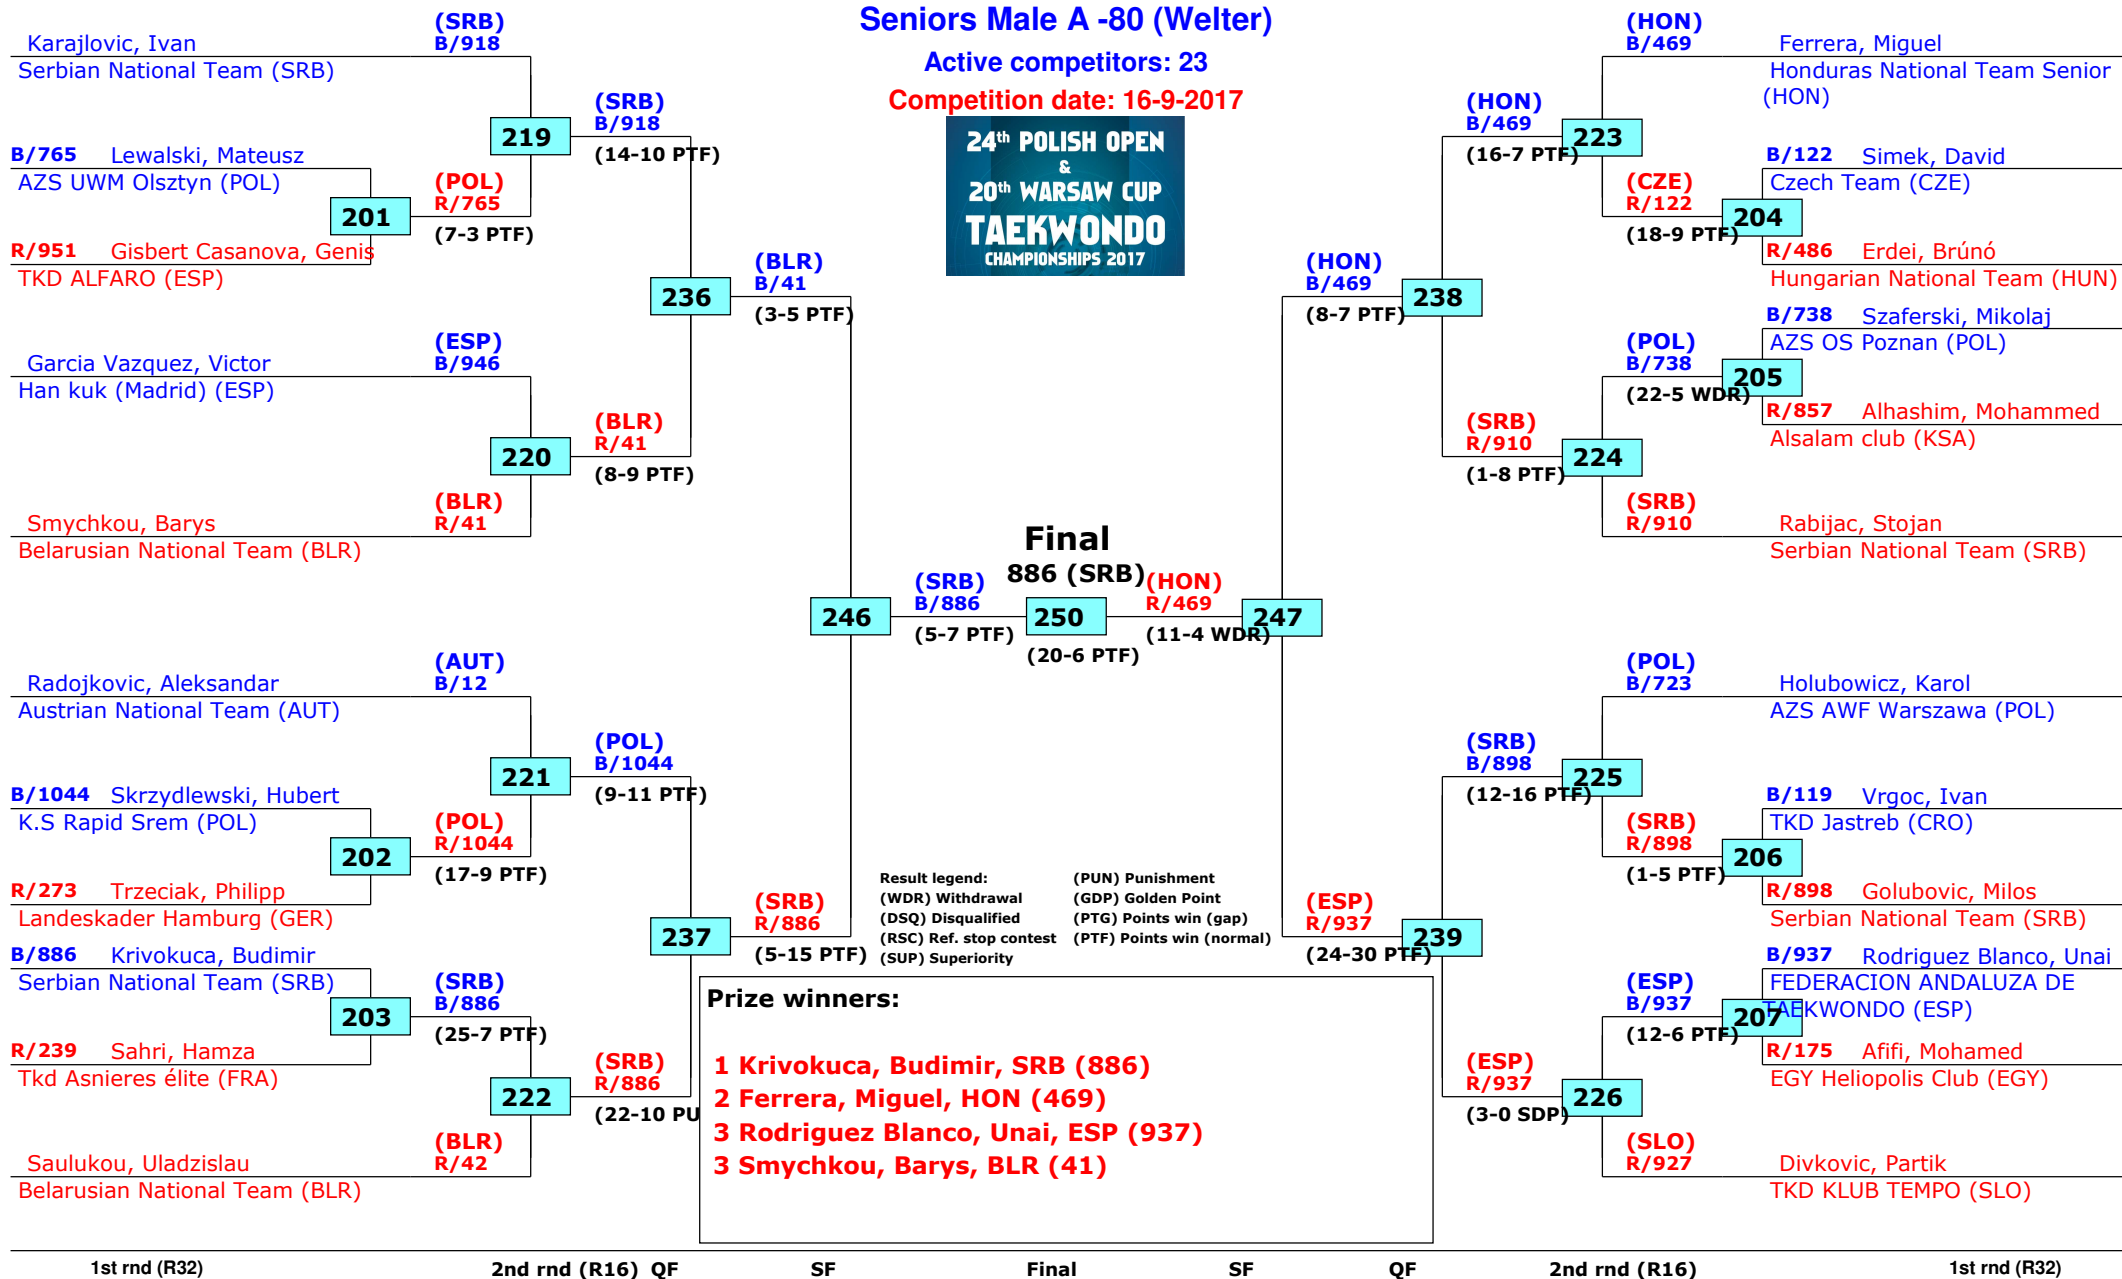 Seniors Male A -80 (Welter)
Active competitors: 23
Competition date: 16-9-2017
24th POLISH OPEN
&
20th WARSAW CUP
TAEKWONDO
CHAMPIONSHIPS 2017
Karajlovic, Ivan
Serbian National Team (SRB)
(SRB)
B/918
B/765 Lewalski, Mateusz
AZS UWM Olsztyn (POL)
201
R/951 Gisbert Casanova, Genis
TKD ALFARO (ESP)
(POL)
R/765
(7-3 PTF)
219
(SRB)
B/918
(14-10 PTF)
Garcia Vazquez, Victor
Han kuk (Madrid) (ESP)
(ESP)
B/946
220
Smychkou, Barys
Belarusian National Team (BLR)
(BLR)
R/41
(BLR)
R/41
(8-9 PTF)
236
(BLR)
B/41
(3-5 PTF)
Radojkovic, Aleksandar
Austrian National Team (AUT)
(AUT)
B/12
B/1044 Skrzydlewski, Hubert
K.S Rapid Srem (POL)
202
R/273 Trzeciak, Philipp
Landeskader Hamburg (GER)
(POL)
R/1044
(17-9 PTF)
221
(POL)
B/1044
(9-11 PTF)
B/886 Krivokuca, Budimir
Serbian National Team (SRB)
203
R/239 Sahri, Hamza
Tkd Asnieres élite (FRA)
(SRB)
B/886
(25-7 PTF)
222
Saulukou, Uladzislau
Belarusian National Team (BLR)
(BLR)
R/42
(SRB)
R/886
(22-10 PU
237
(SRB)
R/886
(5-15 PTF)
246
(SRB)
B/886
(5-7 PTF)
Final
886 (SRB)
250
(20-6 PTF)
(HON)
R/469
(11-4 WDR)
247
(HON)
B/469
(8-7 PTF)
238
(HON)
B/469
(16-7 PTF)
223
(HON)
B/469
Ferrera, Miguel
Honduras National Team Senior
(HON)
(CZE)
R/122
(18-9 PTF)
204
B/122 Simek, David
Czech Team (CZE)
R/486 Erdei, Brúnó
Hungarian National Team (HUN)
(SRB)
R/910
(1-8 PTF)
224
(POL)
B/738
(22-5 WDR)
205
B/738 Szaferski, Mikolaj
AZS OS Poznan (POL)
R/857 Alhashim, Mohammed
Alsalam club (KSA)
(SRB)
R/910
Rabijac, Stojan
Serbian National Team (SRB)
(ESP)
R/937
(24-30 PTF)
239
(SRB)
B/898
(12-16 PTF)
225
(POL)
B/723
Holubowicz, Karol
AZS AWF Warszawa (POL)
(SRB)
R/898
(1-5 PTF)
206
B/119 Vrgoc, Ivan
TKD Jastreb (CRO)
R/898 Golubovic, Milos
Serbian National Team (SRB)
(ESP)
R/937
(3-0 SDP)
226
(ESP)
B/937
(12-6 PTF)
207
B/937 Rodriguez Blanco, Unai
FEDERACION ANDALUZA DE
TAEKWONDO (ESP)
R/175 Afifi, Mohamed
EGY Heliopolis Club (EGY)
(SLO)
R/927
Divkovic, Partik
TKD KLUB TEMPO (SLO)
Result legend:
(WDR) Withdrawal
(DSQ) Disqualified
(RSC) Ref. stop contest
(SUP) Superiority
(PUN) Punishment
(GDP) Golden Point
(PTG) Points win (gap)
(PTF) Points win (normal)
Prize winners:
1 Krivokuca, Budimir, SRB (886)
2 Ferrera, Miguel, HON (469)
3 Rodriguez Blanco, Unai, ESP (937)
3 Smychkou, Barys, BLR (41)
1st rnd (R32) 2nd rnd (R16) QF SF Final SF QF 2nd rnd (R16) 1st rnd (R32)